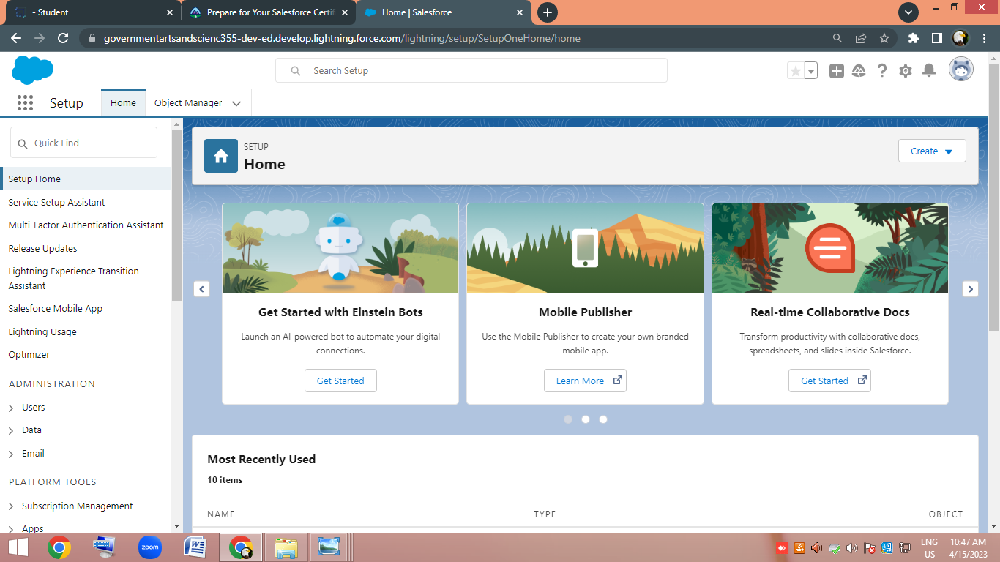 - Student
Prepare for Your Salesforce Certif
Home | Salesforce
governmentartsandscienc355-dev-ed.develop.lightning.force.com/lightning/setup/SetupOneHome/home
Search Setup
Setup
Home
Object Manager
Quick Find
Setup Home
Service Setup Assistant
Multi-Factor Authentication Assistant
Release Updates
Lightning Experience Transition
Assistant
Salesforce Mobile App
Lightning Usage
Optimizer
ADMINISTRATION
Users
Data
Email
PLATFORM TOOLS
Subscription Management
Apps
SETUP
Home
Create
Get Started with Einstein Bots
Launch an AI-powered bot to automate your digital
connections.
Get Started
Mobile Publisher
Use the Mobile Publisher to create your own branded
mobile app.
Learn More
Real-time Collaborative Docs
Transform productivity with collaborative docs,
spreadsheets, and slides inside Salesforce.
Get Started
Most Recently Used
10 items
NAME TYPE OBJECT
zoom
ENG
US
10:47 AM
4/15/2023